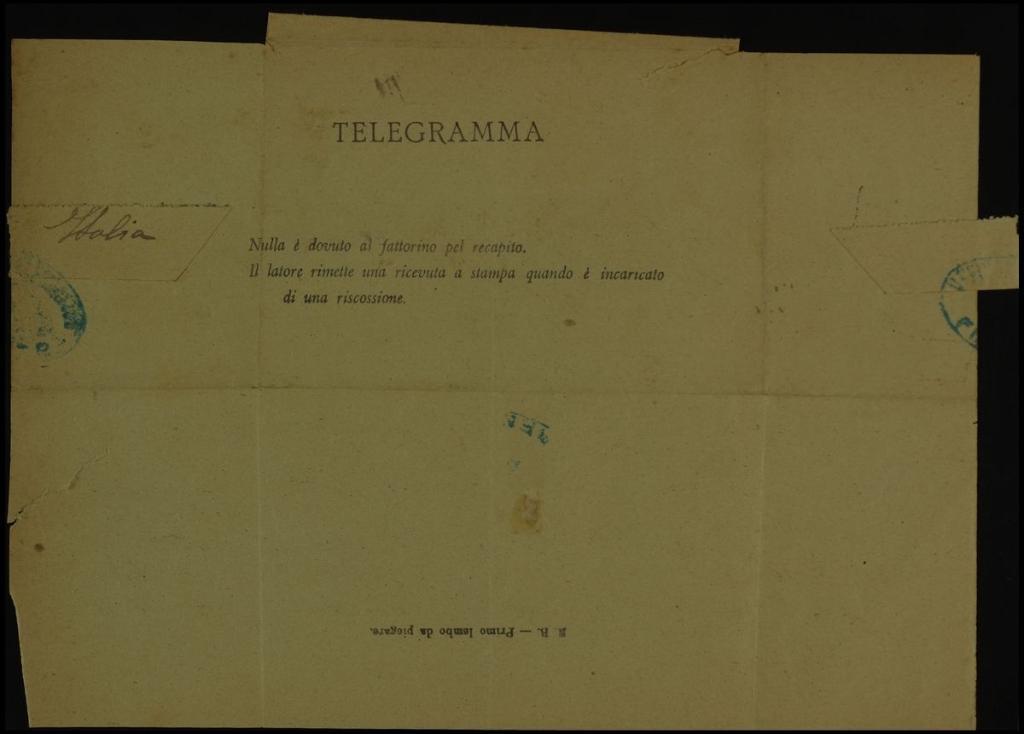 TELEGRAMMA
Italia
Nulla è dovuto al fattorino pel recapito.
Il latore rimette una ricevuta a stampa quando è incaricato
di una riscossione.
N. B. — Primo lembo da piegare.